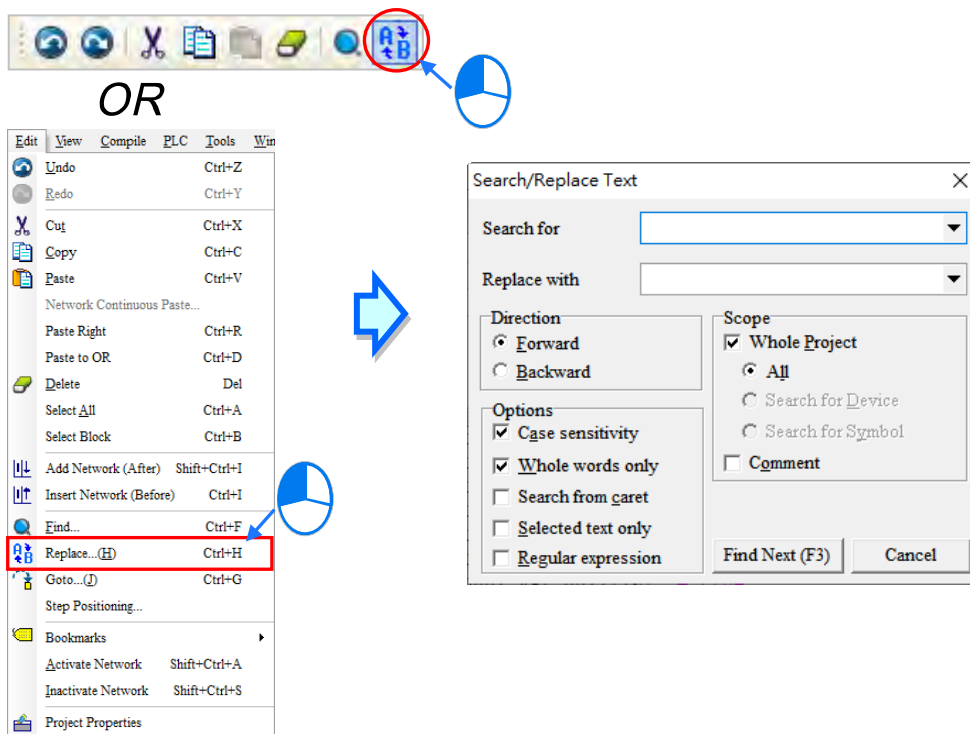 A B
OR
Edit View Compile PLC Tools Win
Undo Ctrl+Z
Redo Ctrl+Y
Cut Ctrl+X
Copy Ctrl+C
Paste Ctrl+V
Network Continuous Paste...
Paste Right Ctrl+R
Paste to OR Ctrl+D
Delete Del
Select All Ctrl+A
Select Block Ctrl+B
Add Network (After) Shift+Ctrl+I
Insert Network (Before) Ctrl+I
Find... Ctrl+F
A B Replace...(H) Ctrl+H
Goto...(J) Ctrl+G
Step Positioning...
Bookmarks
Activate Network Shift+Ctrl+A
Inactivate Network Shift+Ctrl+S
Project Properties
Search/Replace Text
Search for
Replace with
Direction
Forward
Backward
Options
Case sensitivity
Whole words only
Search from caret
Selected text only
Regular expression
Scope
Whole Project
All
Search for Device
Search for Symbol
Comment
Find Next (F3) Cancel